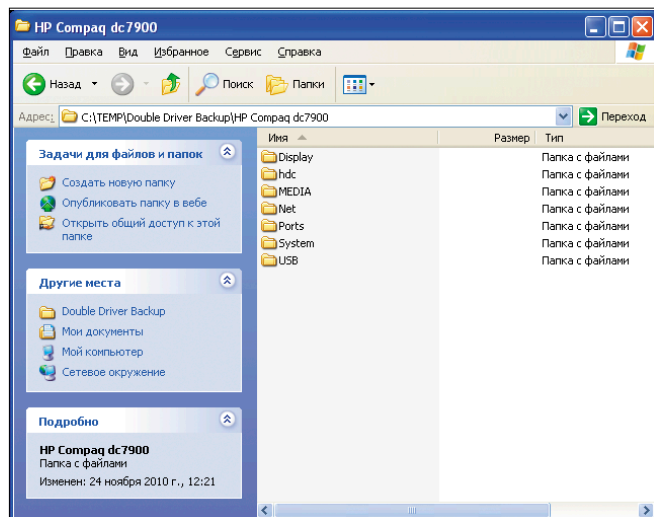 HP Compaq dc7900
Файл Правка Вид Избранное Сервис Справка
Назад Поиск Папки
Адрес: C:\TEMP\Double Driver Backup\HP Compaq dc7900 Переход
Имя Размер Тип
Задачи для файлов и папок
Создать новую папку
Опубликовать папку в вебе
Открыть общий доступ к этой
папке
Другие места
Double Driver Backup
Мои документы
Мой компьютер
Сетевое окружение
Подробно
HP Compaq dc7900
Папка с файлами
Изменен: 24 ноября 2010 г., 12:21
Display Папка с файлами
hdc Папка с файлами
MEDIA Папка с файлами
Net Папка с файлами
Ports Папка с файлами
System Папка с файлами
USB Папка с файлами